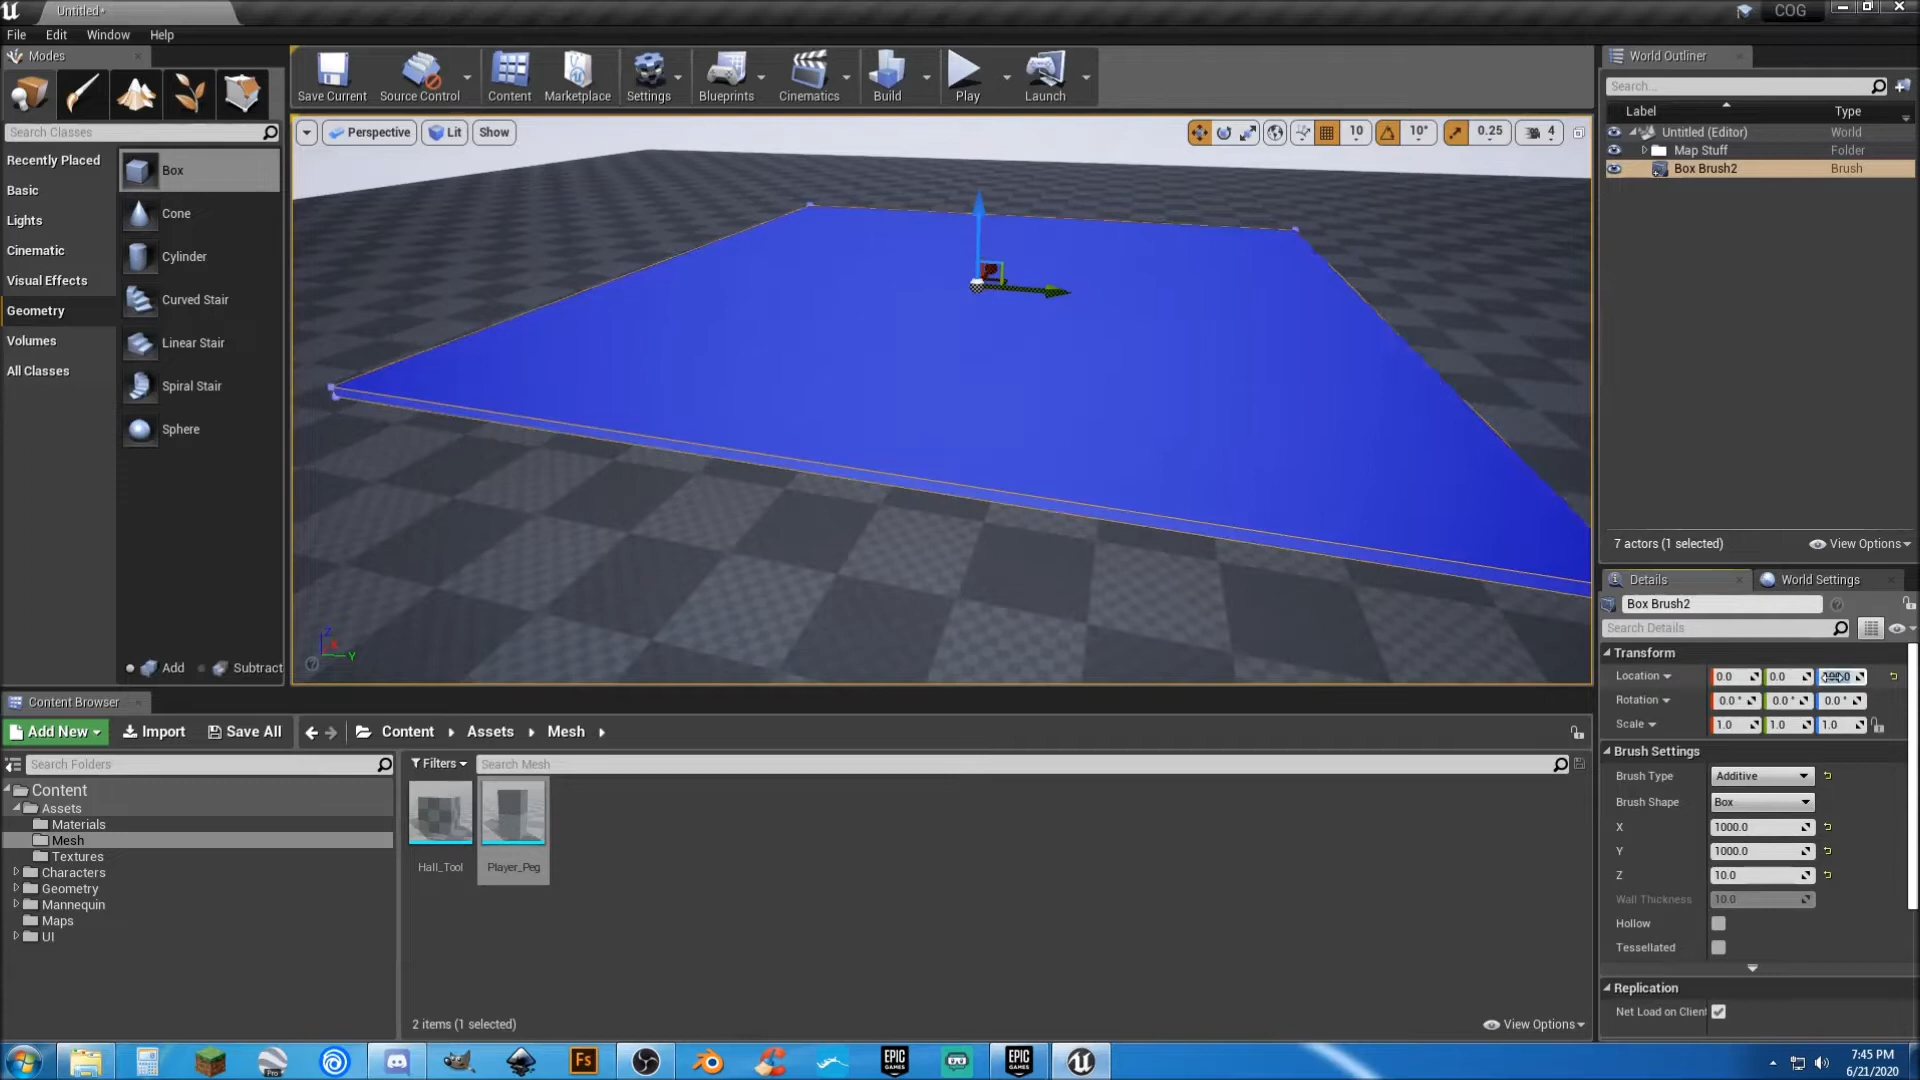 Untitled*
COG
File Edit Window Help
Modes
Save Current Source Control Content Marketplace Settings Blueprints Cinematics Build Play Launch
Search Classes
Recently Placed
Basic
Lights
Cinematic
Visual Effects
Geometry
Volumes
All Classes
Box
Cone
Cylinder
Curved Stair
Linear Stair
Spiral Stair
Sphere
Add Subtract
Perspective Lit Show
10 10° 0.25 4
Z
Y
World Outliner
Search...
Label Type
Untitled (Editor) World
Map Stuff Folder
Box Brush2 Brush
7 actors (1 selected) View Options
Details World Settings
Box Brush2
Search Details
Transform
Location 0.0 0.0
Rotation 0.0° 0.0° 0.0°
Scale 1.0 1.0 1.0
Brush Settings
Brush Type Additive
Brush Shape Box
X 1000.0
Y 1000.0
Z 10.0
Wall Thickness 10.0
Hollow
Tessellated
Replication
Net Load on Client
Content Browser
Add New Import Save All Content Assets Mesh
Search Folders
Filters Search Mesh
Content
Assets
Materials
Mesh
Textures
Characters
Geometry
Mannequin
Maps
UI
Hall_Tool Player_Peg
2 items (1 selected) View Options
Pro
Fs
EPIC GAMES
EPIC GAMES
7:45 PM
6/21/2020